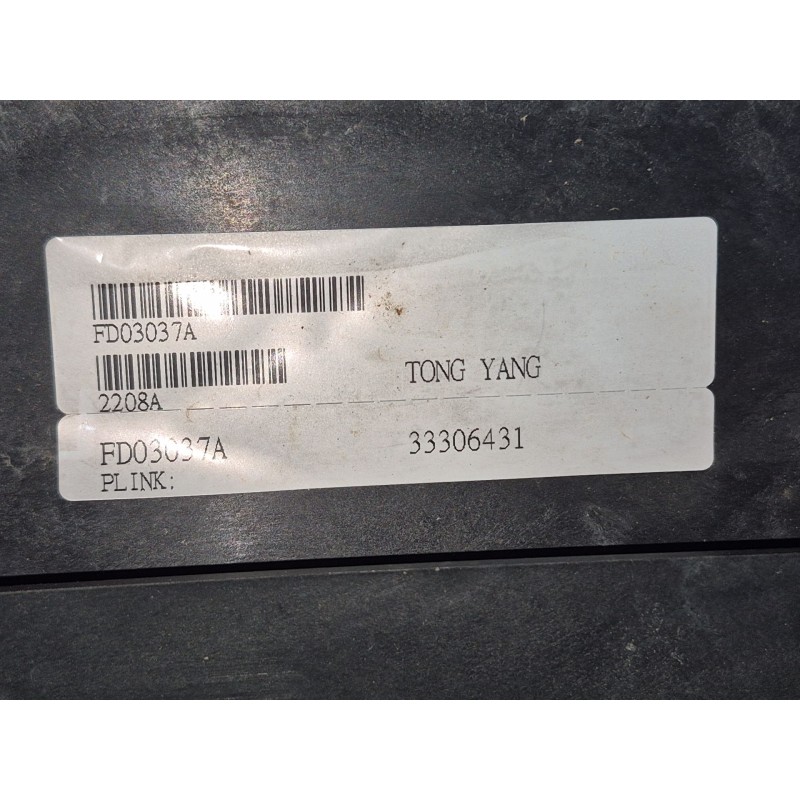 FD03037A
2208A TONG YANG
FD03037A 33306431
PLINK: